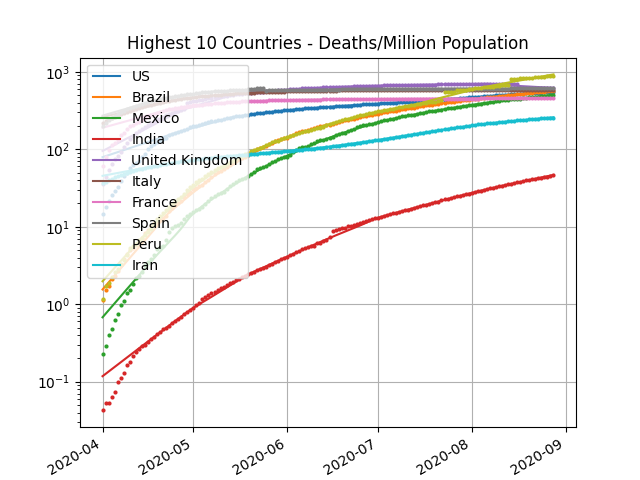 Highest 10 Countries - Deaths/Million Population
10³
10²
10¹
10⁰
10⁻¹
US
Brazil
Mexico
India
United Kingdom
Italy
France
Spain
Peru
Iran
2020-04
2020-05
2020-06
2020-07
2020-08
2020-09